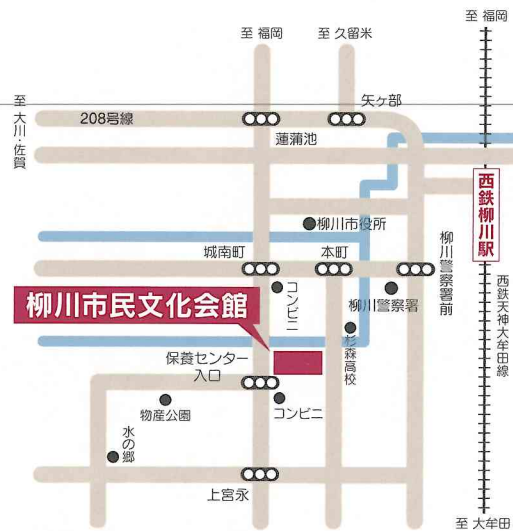 至 福岡
至 福岡
至 久留米
至 大川・佐賀
208号線
矢ヶ部
蓮蒲池
西鉄柳川駅
柳川市役所
城南町
本町
柳川警察署前
コンビニ
柳川警察署
西鉄天神大牟田線
柳川市民文化会館
杉森高校
保養センター
入口
物産公園
コンビニ
水の郷
上宮永
至 大牟田